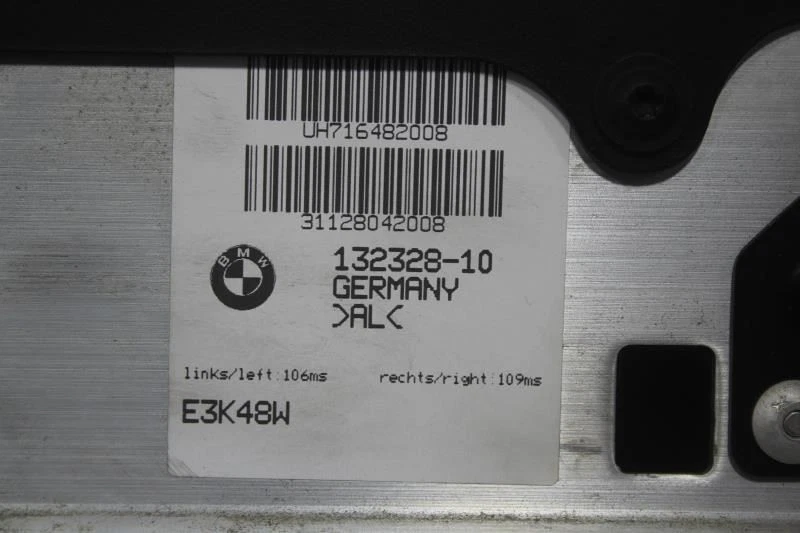 UH716482008
31128042008
BMW
132328-10
GERMANY
>AL<
links/left:106ms rechts/right:109ms
E3K48W